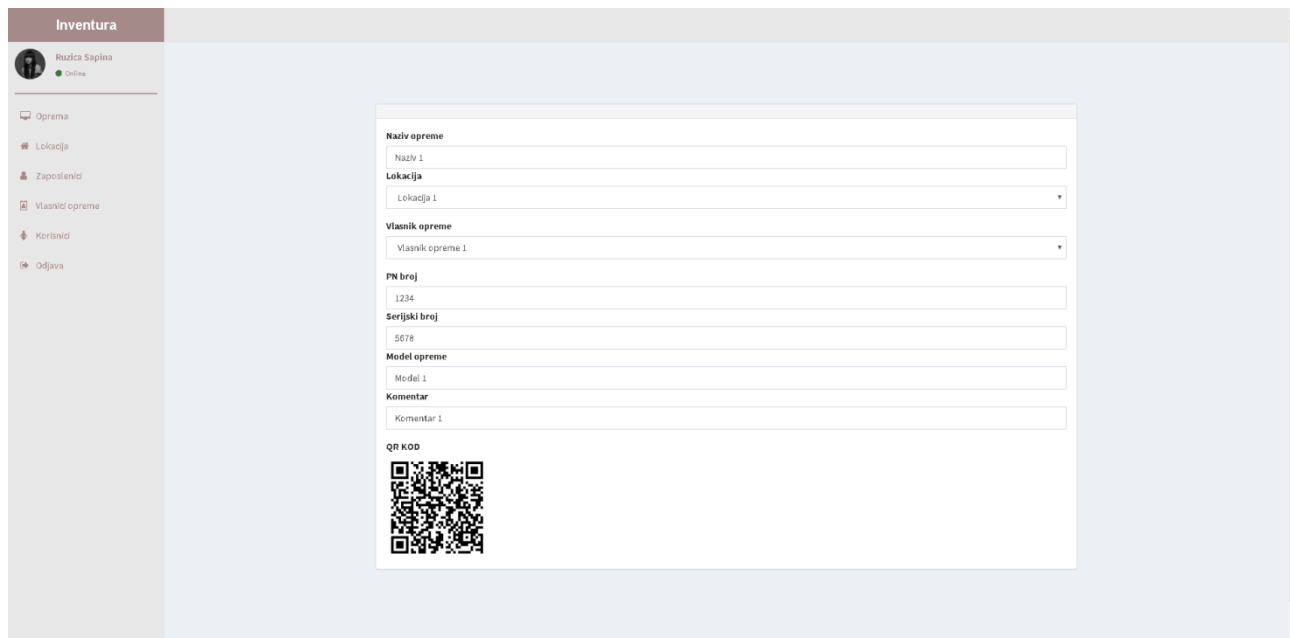 Inventura
Ruzica Sapina
Online
Oprema
Lokacija
Zaposlenici
Vlasnici opreme
Korisnici
Odjava
Naziv opreme
Naziv 1
Lokacija
Lokacija 1
Vlasnik opreme
Vlasnik opreme 1
PN broj
1234
Serijski broj
5678
Model opreme
Model 1
Komentar
Komentar 1
QR KOD